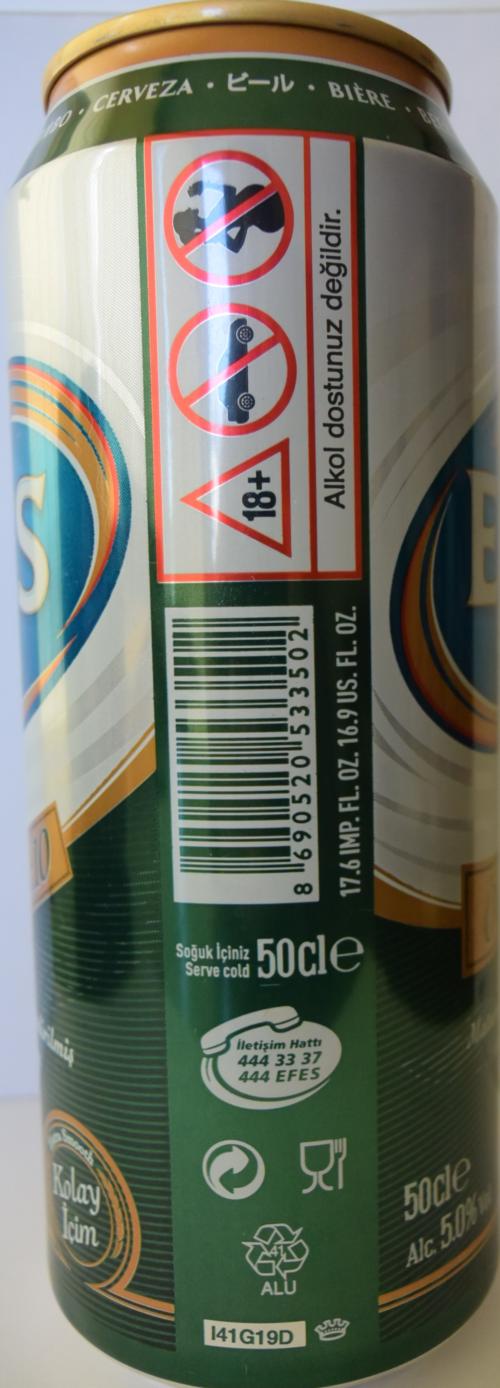 CERVEZA · ビール · BIÈRE ·
18+
Alkol dostunuz değildir.
8 690520 533502
17.6 IMP. FL. OZ. 16.9 US. FL. OZ.
Soğuk İçiniz
Serve cold
50cl e
İletişim Hattı
444 33 37
444 EFES
Kolay
İçim
50cl e
Alc. 5.0%
41
ALU
I41G19D
S